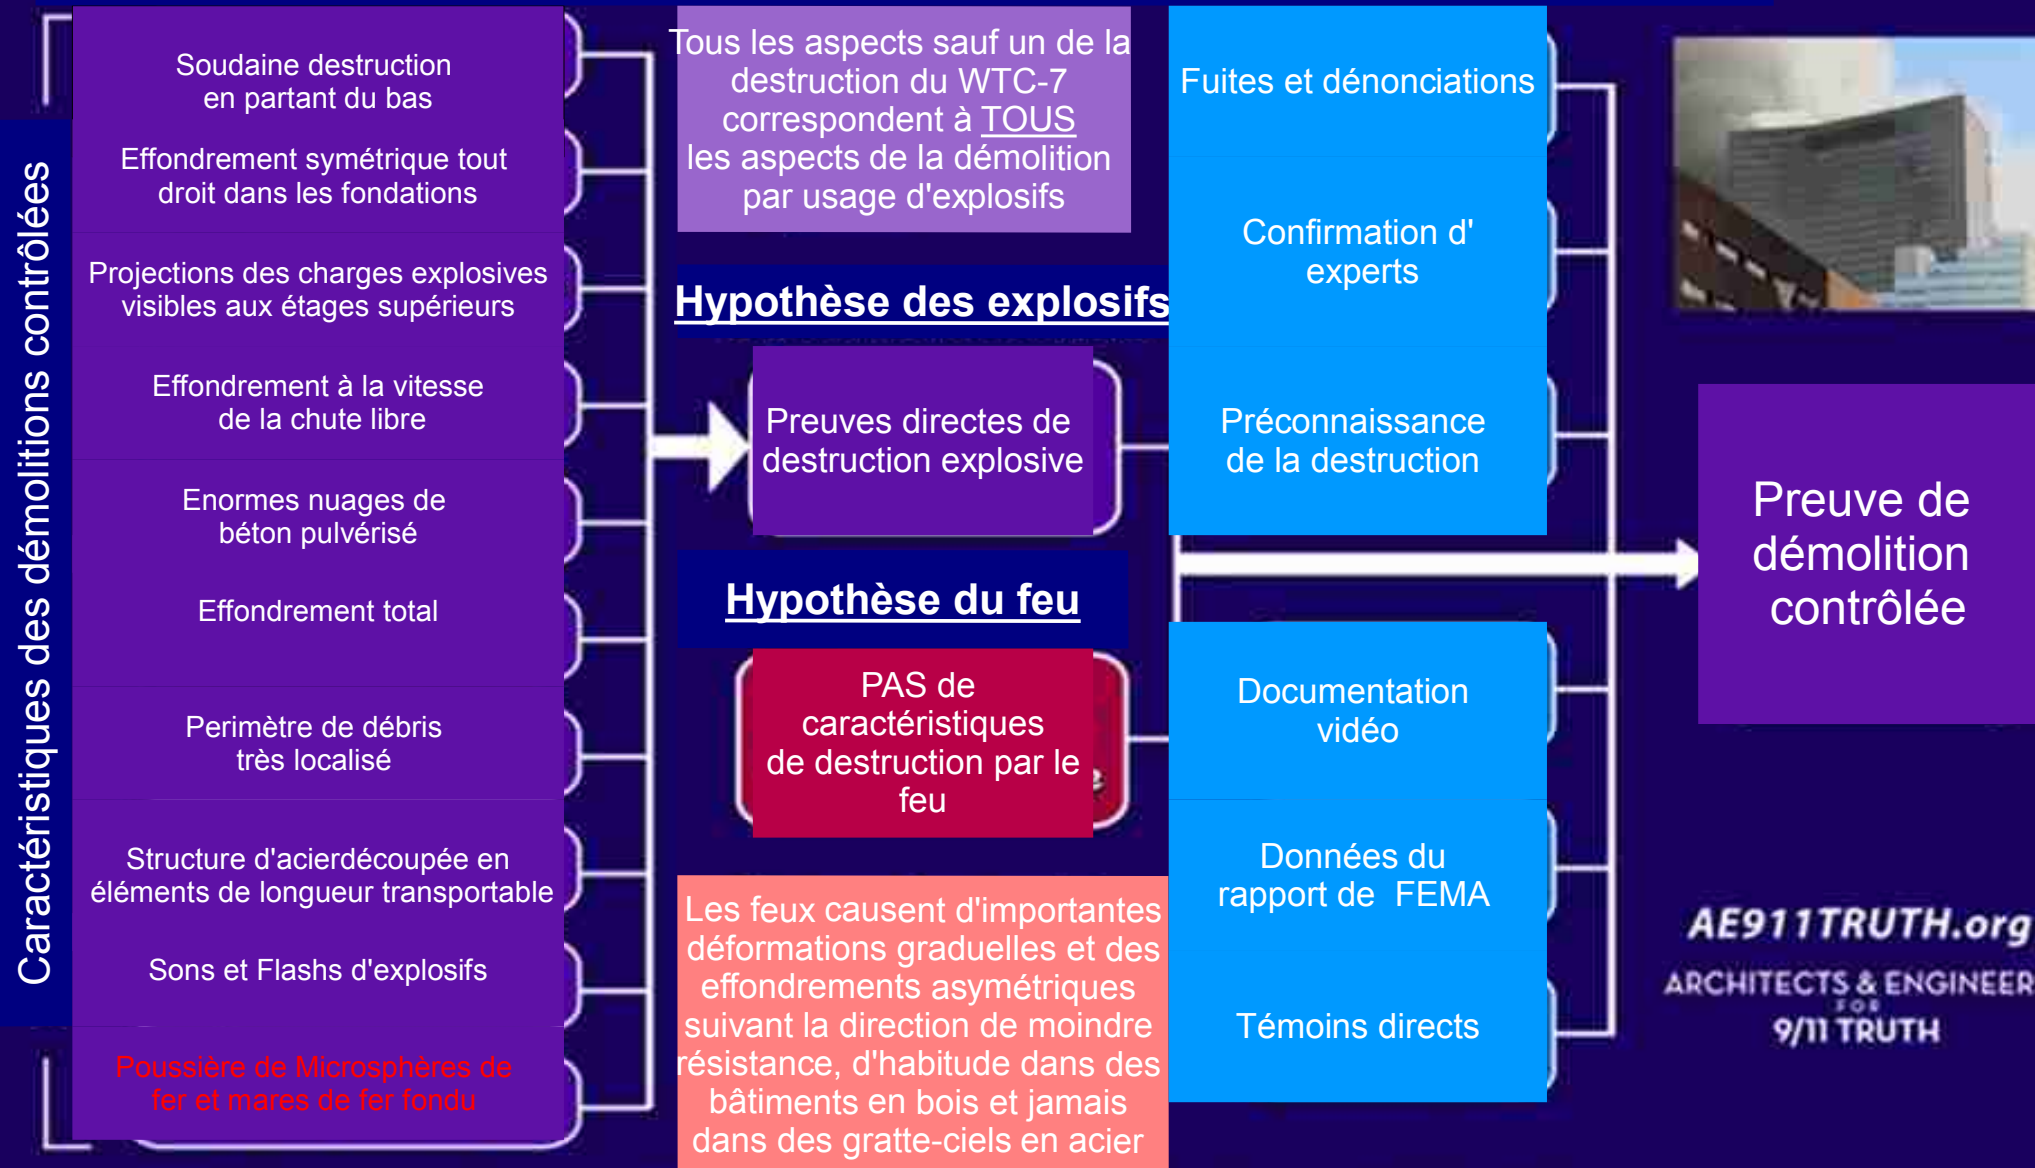 Caractéristiques des démolitions contrôlées
Soudaine destruction
en partant du bas
Effondrement symétrique tout
droit dans les fondations
Projections des charges explosives
visibles aux étages supérieurs
Effondrement à la vitesse
de la chute libre
Enormes nuages de
béton pulvérisé
Effondrement total
Perimètre de débris
très localisé
Structure d'acierdécoupée en
éléments de longueur transportable
Sons et Flashs d'explosifs
Poussière de Microsphères de
fer et mares de fer fondu
Tous les aspects sauf un de la
destruction du WTC-7
correspondent à TOUS
les aspects de la démolition
par usage d'explosifs
Hypothèse des explosifs
Preuves directes de
destruction explosive
Hypothèse du feu
PAS de
caractéristiques
de destruction par le
feu
Les feux causent d'importantes
déformations graduelles et des
effondrements asymétriques
suivant la direction de moindre
résistance, d'habitude dans des
bâtiments en bois et jamais
dans des gratte-ciels en acier
Fuites et dénonciations
Confirmation d'
experts
Préconnaissance
de la destruction
Documentation
vidéo
Données du
rapport de FEMA
Témoins directs
Preuve de
démolition
contrôlée
AE911TRUTH.org
ARCHITECTS & ENGINEER
FOR
9/11 TRUTH